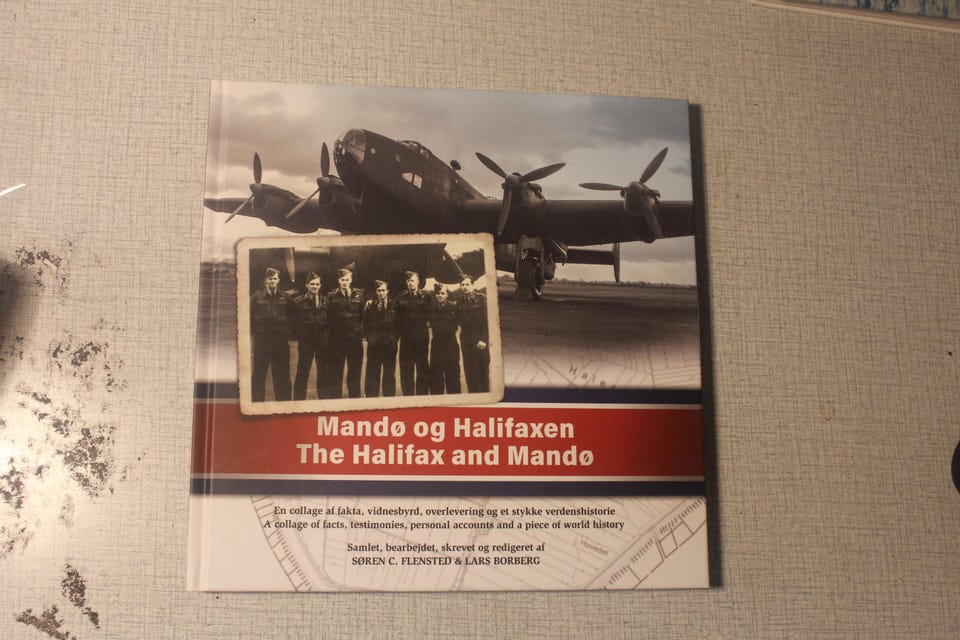 Hale
Mandø og Halifaxen
The Halifax and Mandø
En collage af fakta, vidnesbyrd, overlevering og et stykke verdenshistorie
A collage of facts, testimonies, personal accounts and a piece of world history
Hovedet
Samlet, bearbejdet, skrevet og redigeret af
SØREN C. FLENSTED & LARS BORBERG